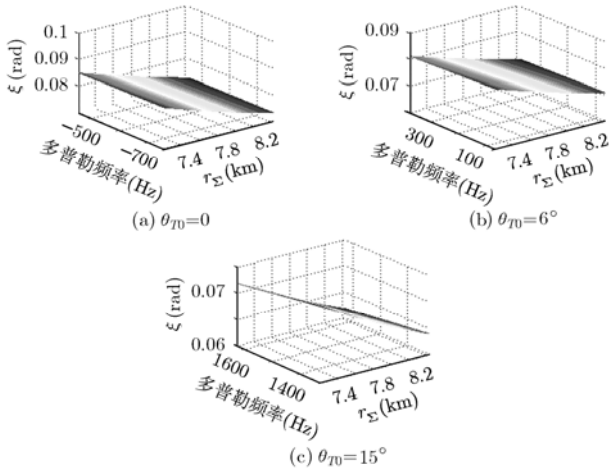 0.1
0.09
0.08
ξ (rad)
−500
−700
多普勒频率(Hz)
7.4 7.8 8.2
r_Σ(km)
(a) θ_T0=0
0.09
0.07
ξ (rad)
300
100
多普勒频率(Hz)
7.4 7.8 8.2
r_Σ(km)
(b) θ_T0=6°
0.07
0.06
ξ (rad)
1600
1400
多普勒频率(Hz)
7.4 7.8 8.2
r_Σ(km)
(c) θ_T0=15°